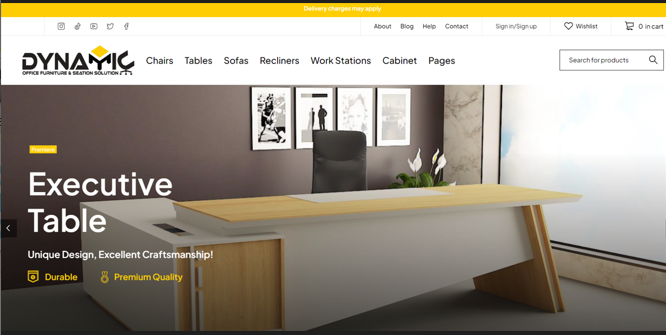 Delivery charges may apply
About Blog Help Contact Sign in/Sign up Wishlist 0 in cart
DYNAMIC
OFFICE FURNITURE & SEATION SOLUTION
Chairs Tables Sofas Recliners Work Stations Cabinet Pages
Search for products
Premiere
Executive
Table
Unique Design, Excellent Craftsmanship!
Durable Premium Quality